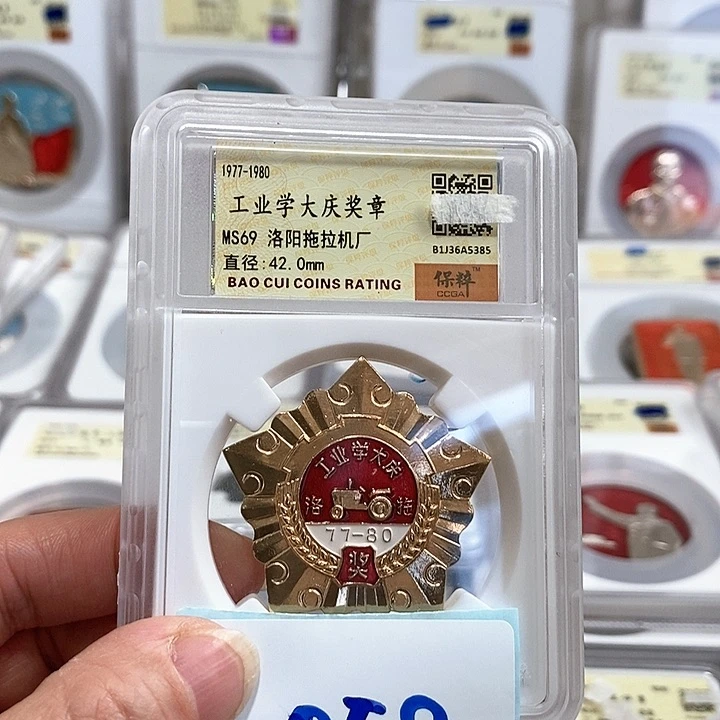 1977-1980
工业学大庆奖章
MS69 洛阳拖拉机厂
直径:42.0mm
BAO CUI COINS RATING
B1J36A5385
保粹™
CCGA
工业学大庆
洛 拖
77-80
奖